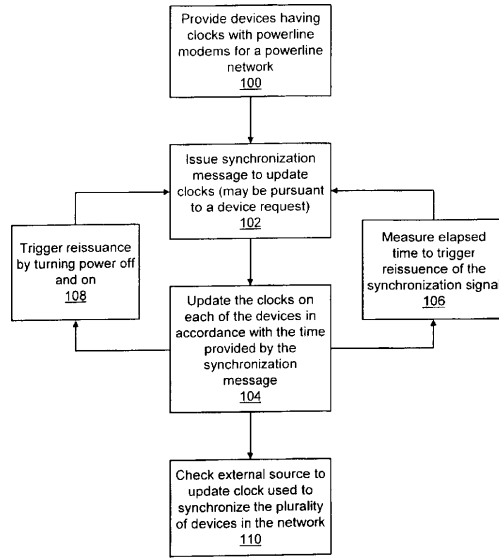 Provide devices having
clocks with powerline
modems for a powerline
network
100
Issue synchronization
message to update
clocks (may be pursuant
to a device request)
102
Trigger reissuance
by turning power off
and on
108
Measure elapsed
time to trigger
reissuence of the
synchronization signal
106
Update the clocks on
each of the devices in
accordance with the time
provided by the
synchronization
message
104
Check external source to
update clock used to
synchronize the plurality
of devices in the network
110